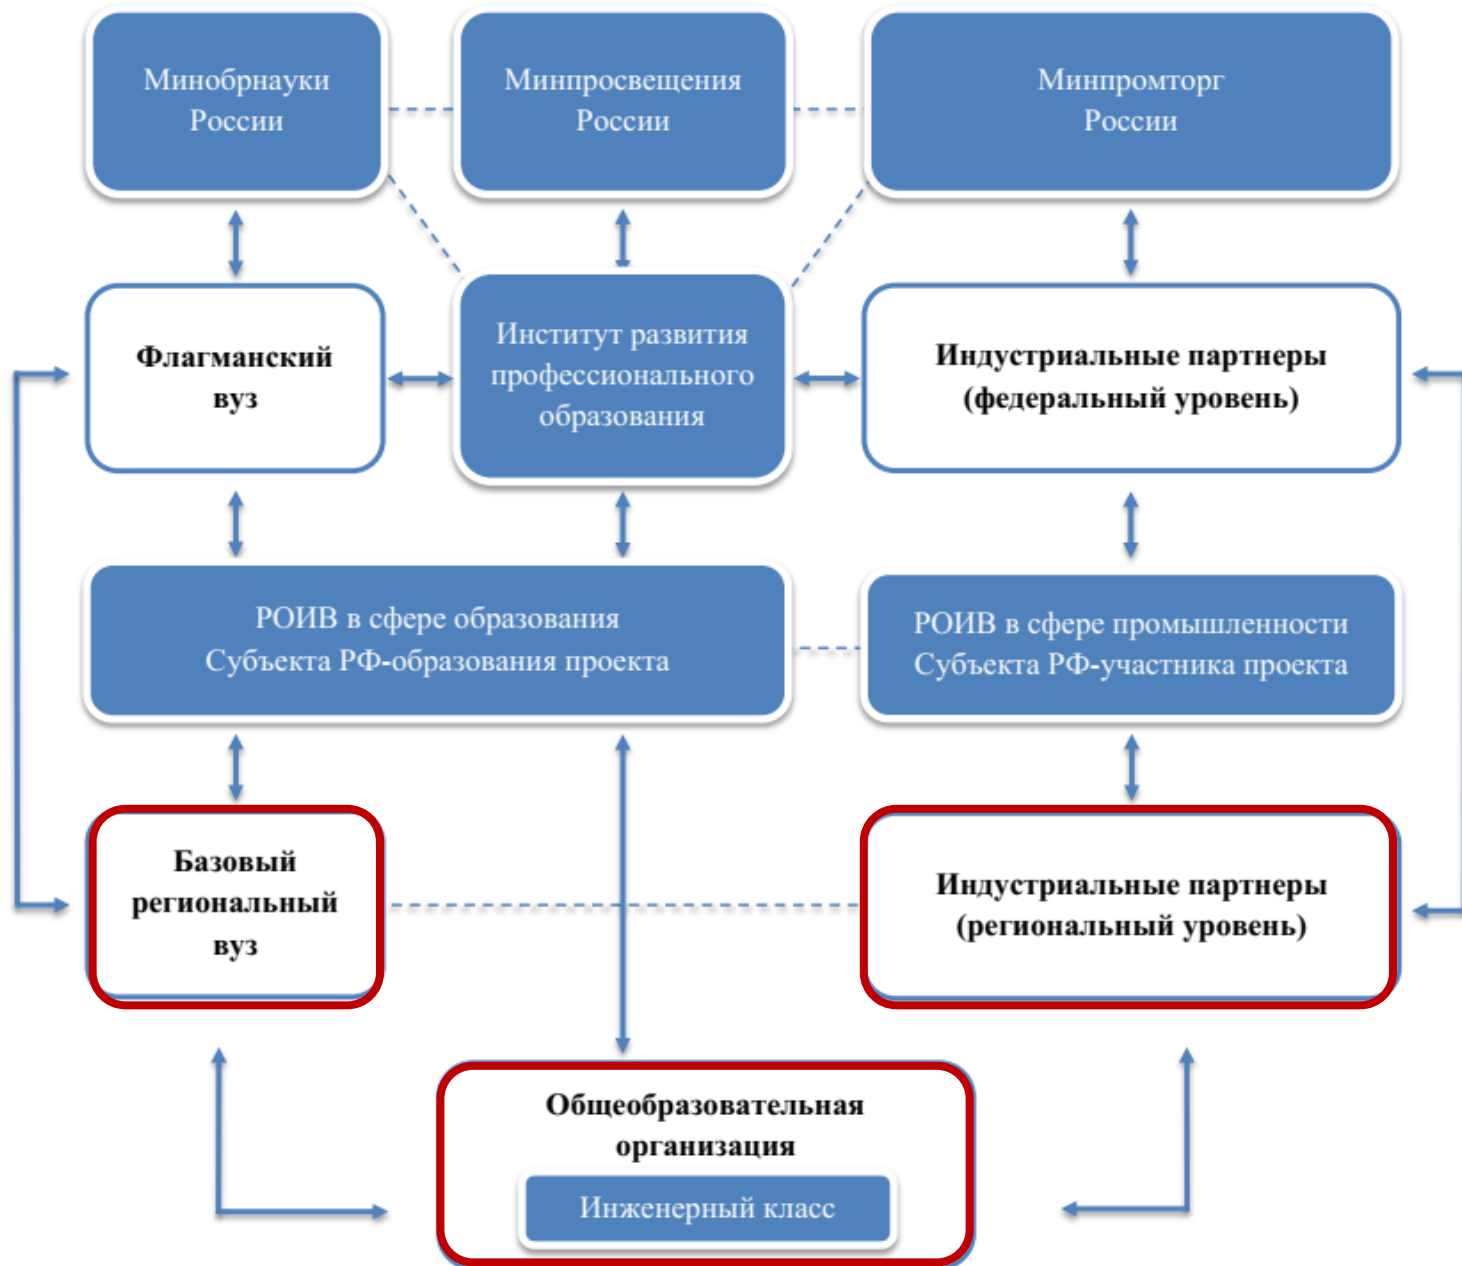 Минобрнауки
России
Минпросвещения
России
Минпромторг
России
Флагманский
вуз
Институт развития
профессионального
образования
Индустриальные партнеры
(федеральный уровень)
РОИВ в сфере образования
Субъекта РФ-образования проекта
РОИВ в сфере промышленности
Субъекта РФ-участника проекта
Базовый
региональный
вуз
Индустриальные партнеры
(региональный уровень)
Общеобразовательная
организация
Инженерный класс